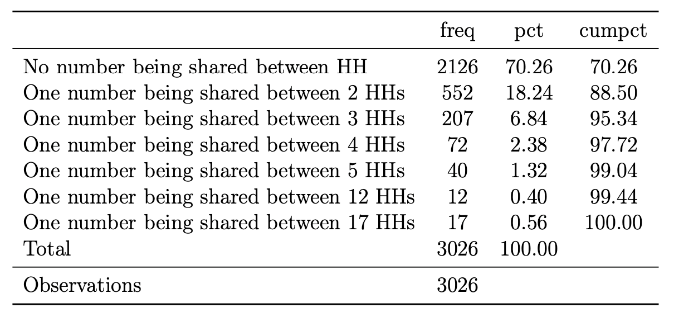 freq pct cumpct
No number being shared between HH 2126 70.26 70.26
One number being shared between 2 HHs 552 18.24 88.50
One number being shared between 3 HHs 207 6.84 95.34
One number being shared between 4 HHs 72 2.38 97.72
One number being shared between 5 HHs 40 1.32 99.04
One number being shared between 12 HHs 12 0.40 99.44
One number being shared between 17 HHs 17 0.56 100.00
Total 3026 100.00
Observations 3026